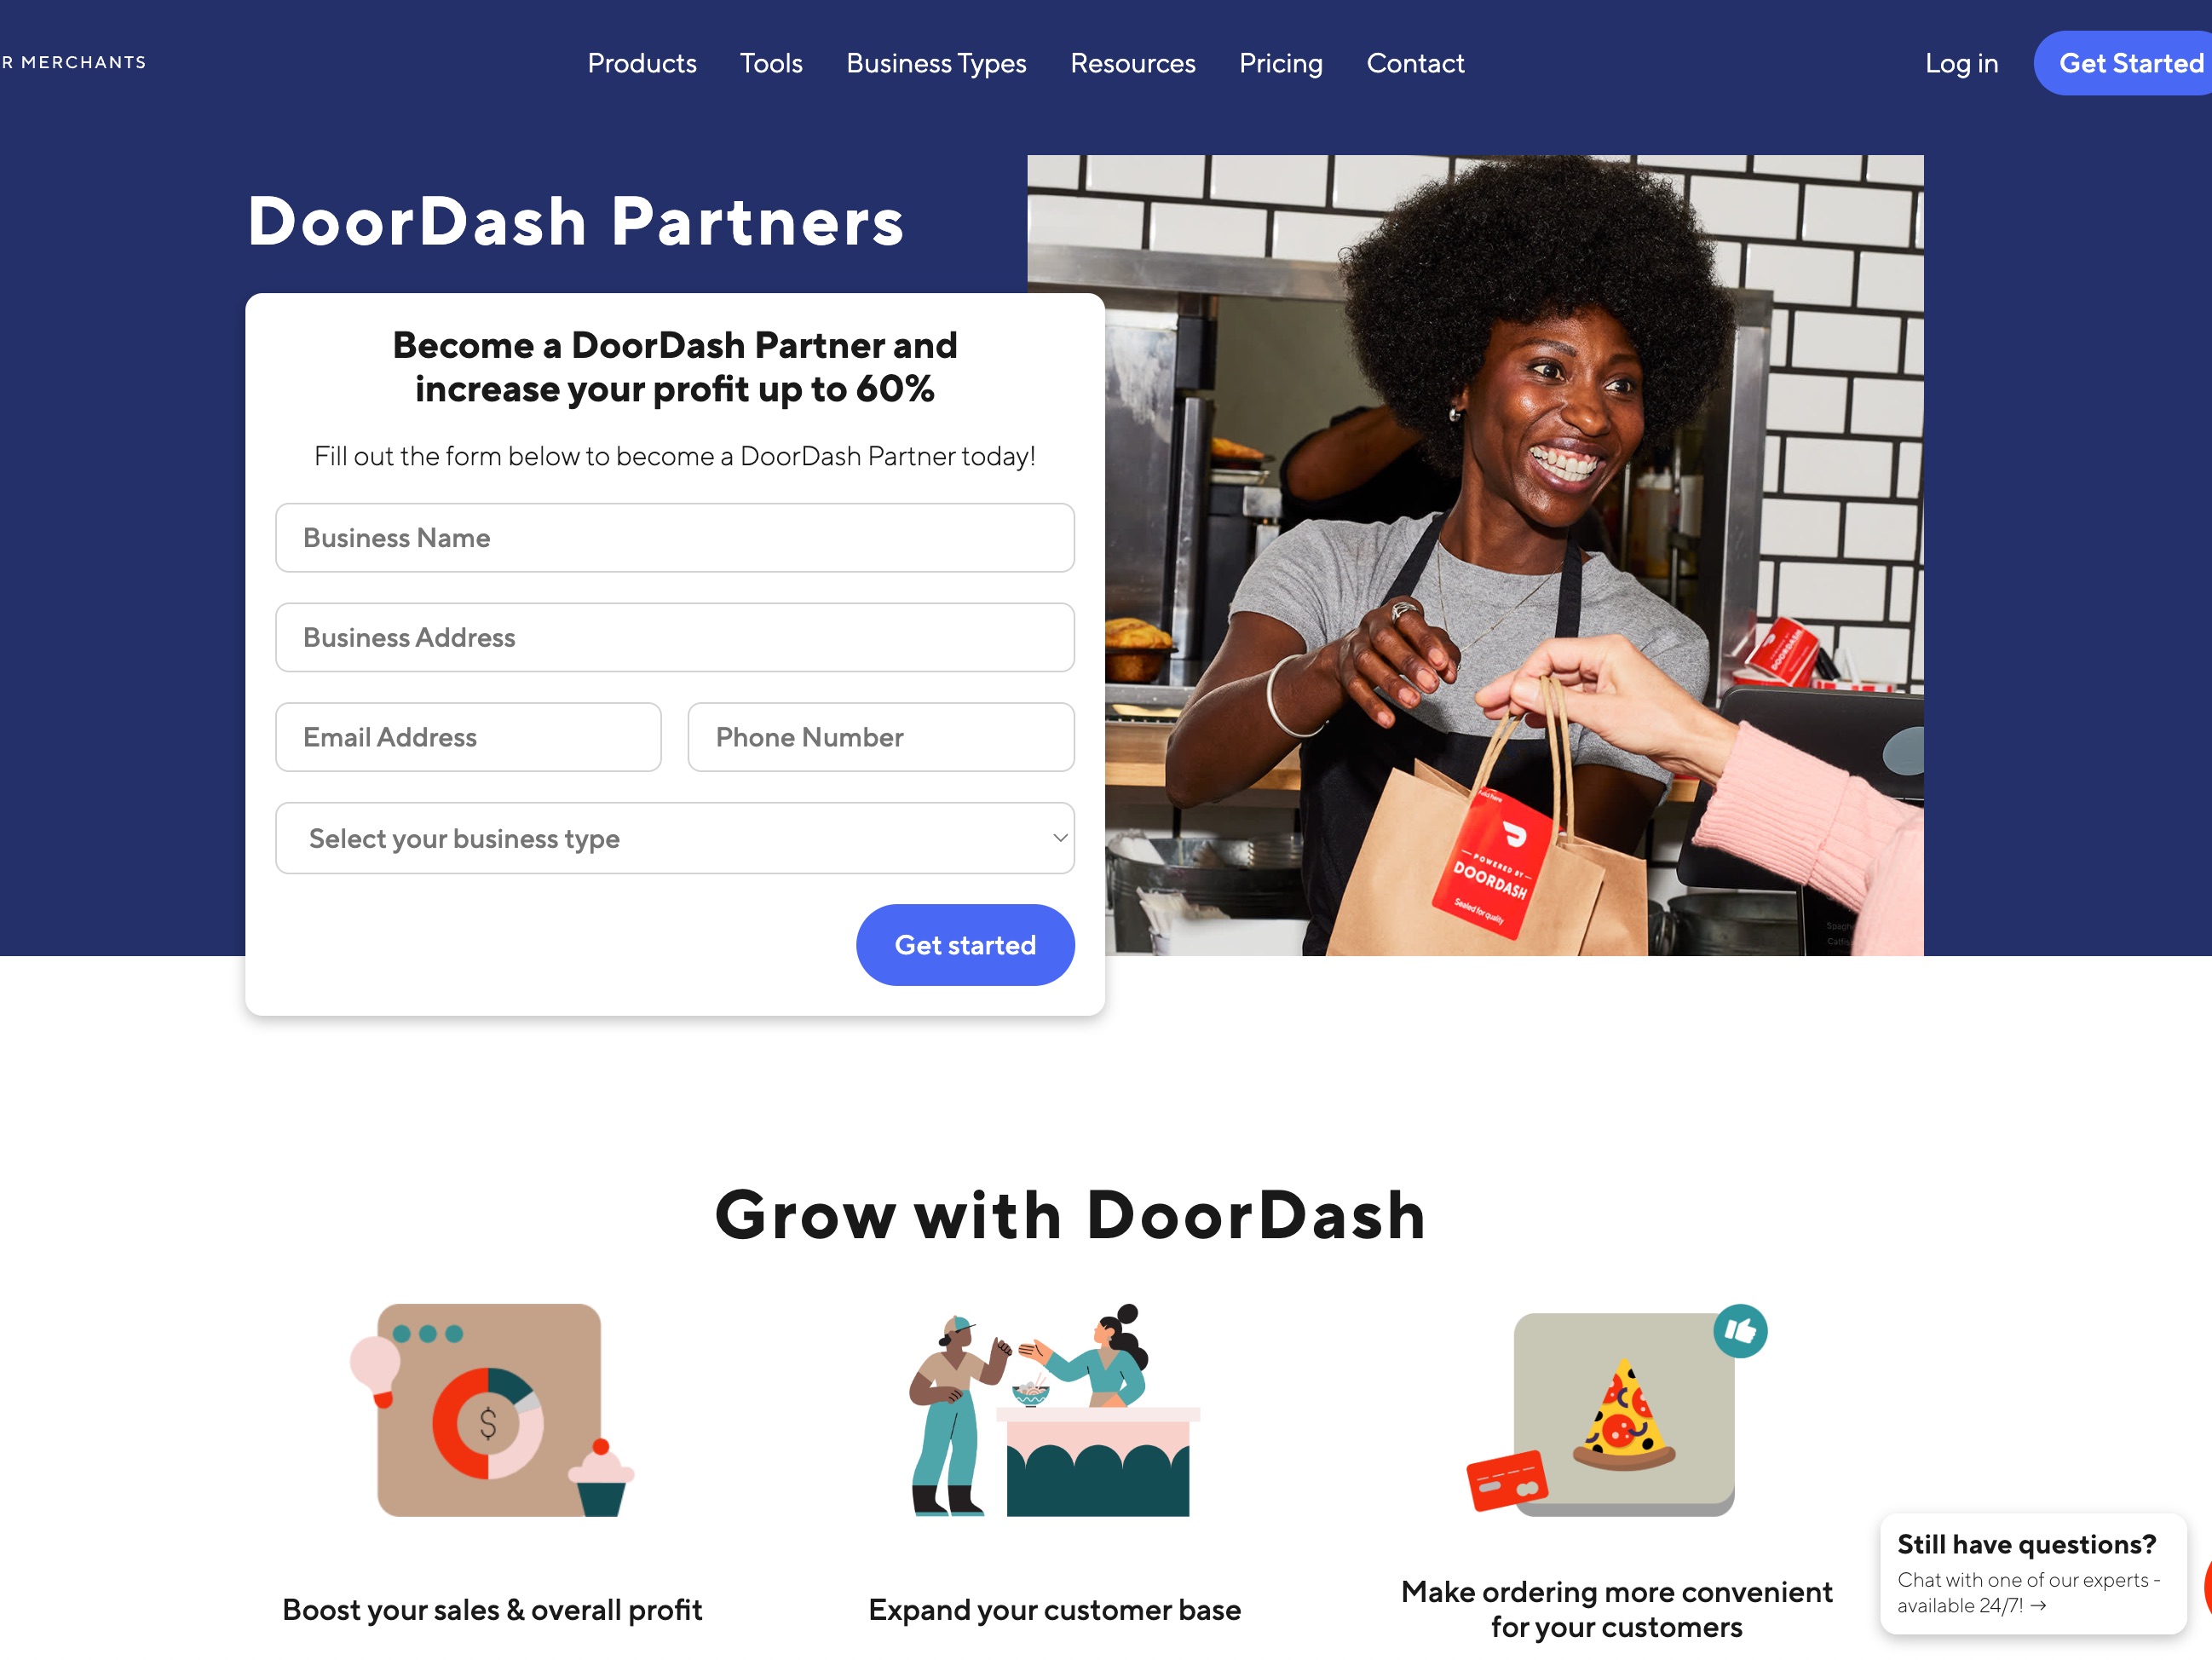 R MERCHANTS
Products Tools Business Types Resources Pricing Contact
Log in Get Started
DoorDash Partners
Become a DoorDash Partner and
increase your profit up to 60%
Fill out the form below to become a DoorDash Partner today!
Business Name
Business Address
Email Address Phone Number
Select your business type
Get started
DOORDASH
POWERED BY
DOORDASH
Sealed for quality
Grow with DoorDash
$
Boost your sales & overall profit
Expand your customer base
Make ordering more convenient
for your customers
Still have questions?
Chat with one of our experts -
available 24/7! →